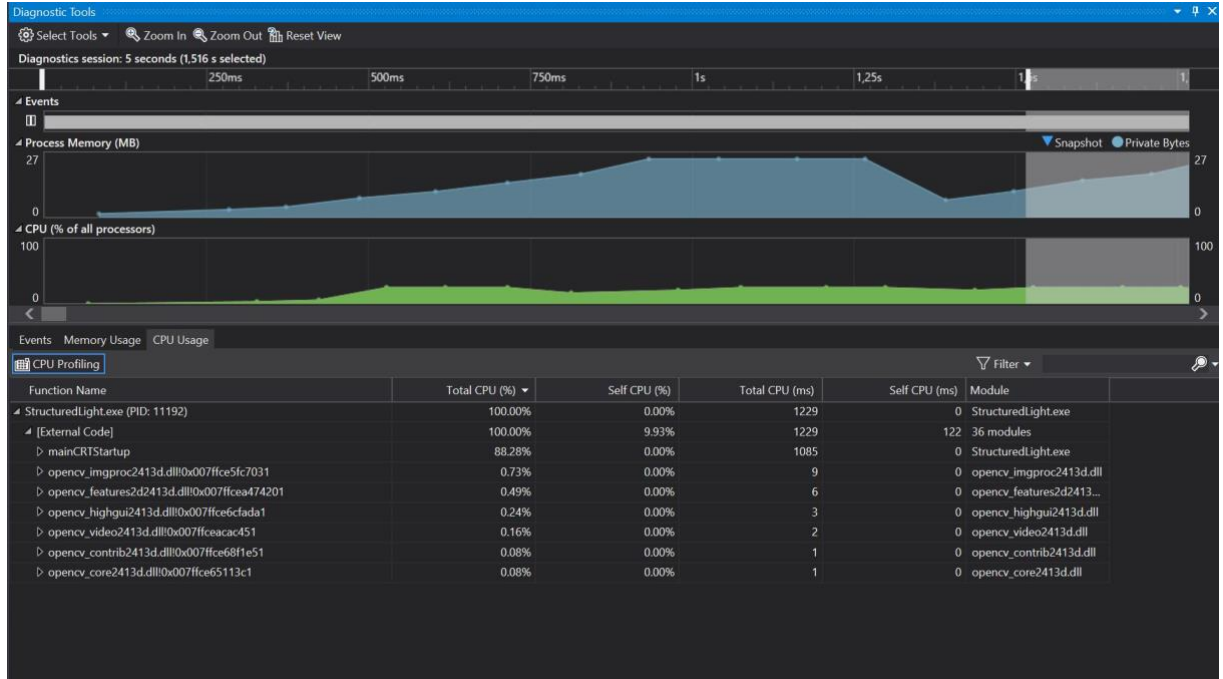 Diagnostic Tools
Select Tools Zoom In Zoom Out Reset View
Diagnostics session: 5 seconds (1,516 s selected)
250ms 500ms 750ms 1s 1,25s 1,
Events
Process Memory (MB) Snapshot Private Bytes
27 27
0 0
CPU (% of all processors)
100 100
0 0
Events Memory Usage CPU Usage
CPU Profiling Filter
Function Name Total CPU (%) Self CPU (%) Total CPU (ms) Self CPU (ms) Module
StructuredLight.exe (PID: 11192) 100.00% 0.00% 1229 0 StructuredLight.exe
[External Code] 100.00% 9.93% 1229 122 36 modules
mainCRTStartup 88.28% 0.00% 1085 0 StructuredLight.exe
opencv_imgproc2413d.dll!0x007ffce5fc7031 0.73% 0.00% 9 0 opencv_imgproc2413d.dll
opencv_features2d2413d.dll!0x007ffcea474201 0.49% 0.00% 6 0 opencv_features2d2413...
opencv_highgui2413d.dll!0x007ffce6cfada1 0.24% 0.00% 3 0 opencv_highgui2413d.dll
opencv_video2413d.dll!0x007ffceacac451 0.16% 0.00% 2 0 opencv_video2413d.dll
opencv_contrib2413d.dll!0x007ffce68f1e51 0.08% 0.00% 1 0 opencv_contrib2413d.dll
opencv_core2413d.dll!0x007ffce65113c1 0.08% 0.00% 1 0 opencv_core2413d.dll